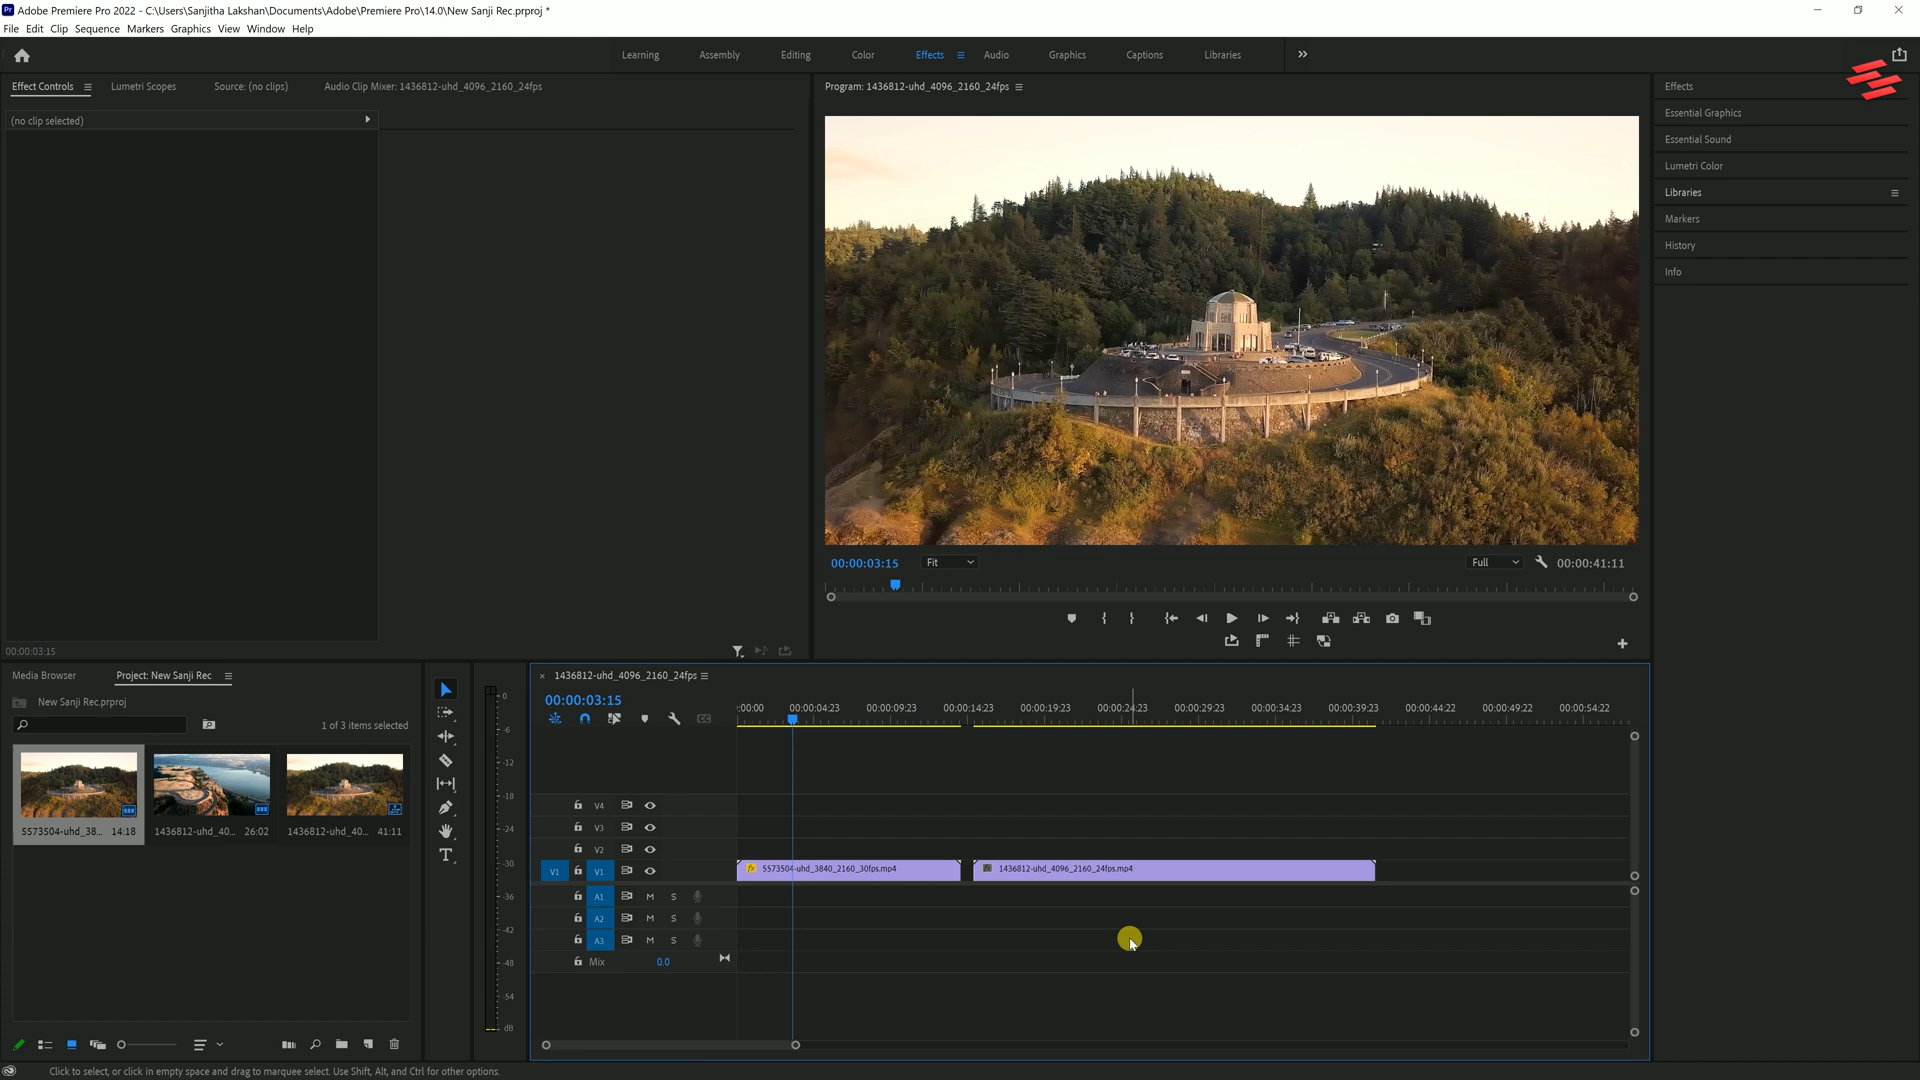 Adobe Premiere Pro 2022 - C:\Users\Sanjitha Lakshan\Documents\Adobe\Premiere Pro\14.0\New Sanji Rec.prproj *
File Edit Clip Sequence Markers Graphics View Window Help
Learning Assembly Editing Color Effects Audio Graphics Captions Libraries
Effect Controls Lumetri Scopes Source: (no clips) Audio Clip Mixer: 1436812-uhd_4096_2160_24fps
(no clip selected)
00:00:03:15
Program: 1436812-uhd_4096_2160_24fps
00:00:03:15 Fit Full 00:00:41:11
Effects
Essential Graphics
Essential Sound
Lumetri Color
Libraries
Markers
History
Info
Media Browser Project: New Sanji Rec
New Sanji Rec.prproj
1 of 3 items selected
5573504-uhd_38... 14:18 1436812-uhd_40... 26:02 1436812-uhd_40... 41:11
0
-6
-12
-18
-24
-30
-36
-42
-48
-54
dB
1436812-uhd_4096_2160_24fps
00:00:03:15
:00:00 00:00:04:23 00:00:09:23 00:00:14:23 00:00:19:23 00:00:24:23 00:00:29:23 00:00:34:23 00:00:39:23 00:00:44:22 00:00:49:22 00:00:54:22
V4
V3
V2
V1 V1 fx 5573504-uhd_3840_2160_30fps.mp4 1436812-uhd_4096_2160_24fps.mp4
A1 M S
A2 M S
A3 M S
Mix 0.0
Click to select, or click in empty space and drag to marquee select. Use Shift, Alt, and Ctrl for other options.